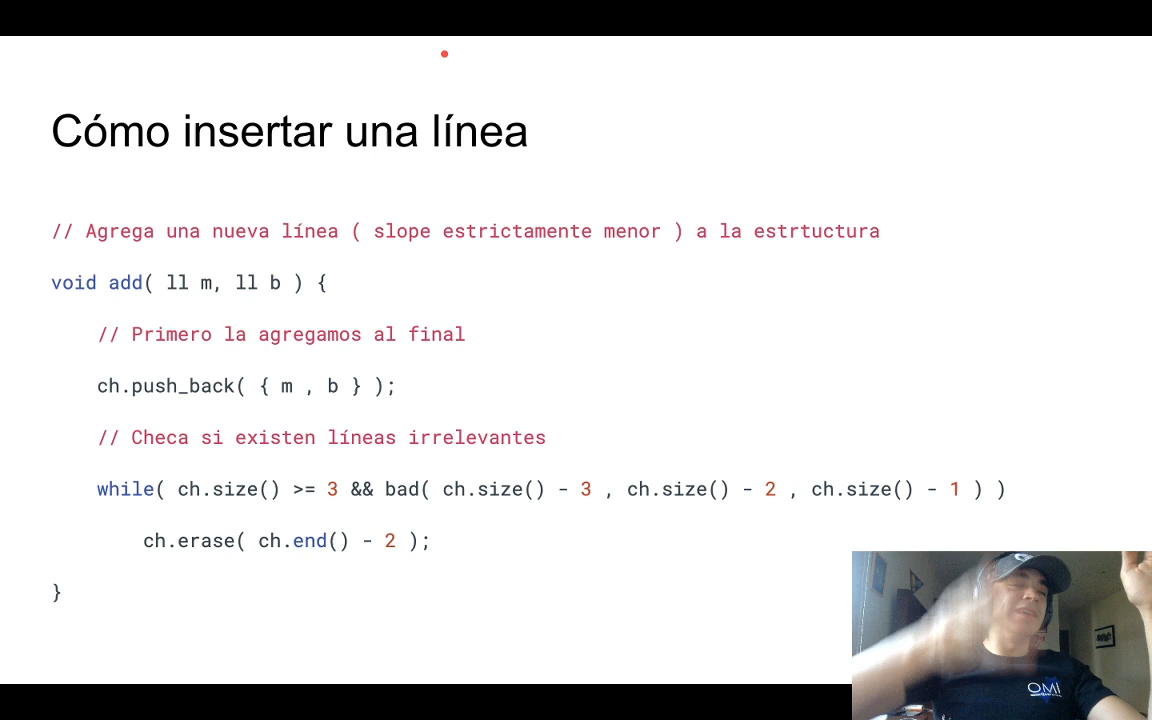 Cómo insertar una línea
// Agrega una nueva línea ( slope estrictamente menor ) a la estrtuctura
void add( ll m, ll b ) {
// Primero la agregamos al final
ch.push_back( { m , b } );
// Checa si existen líneas irrelevantes
while( ch.size() >= 3 && bad( ch.size() - 3 , ch.size() - 2 , ch.size() - 1 ) )
ch.erase( ch.end() - 2 );
}
OMI